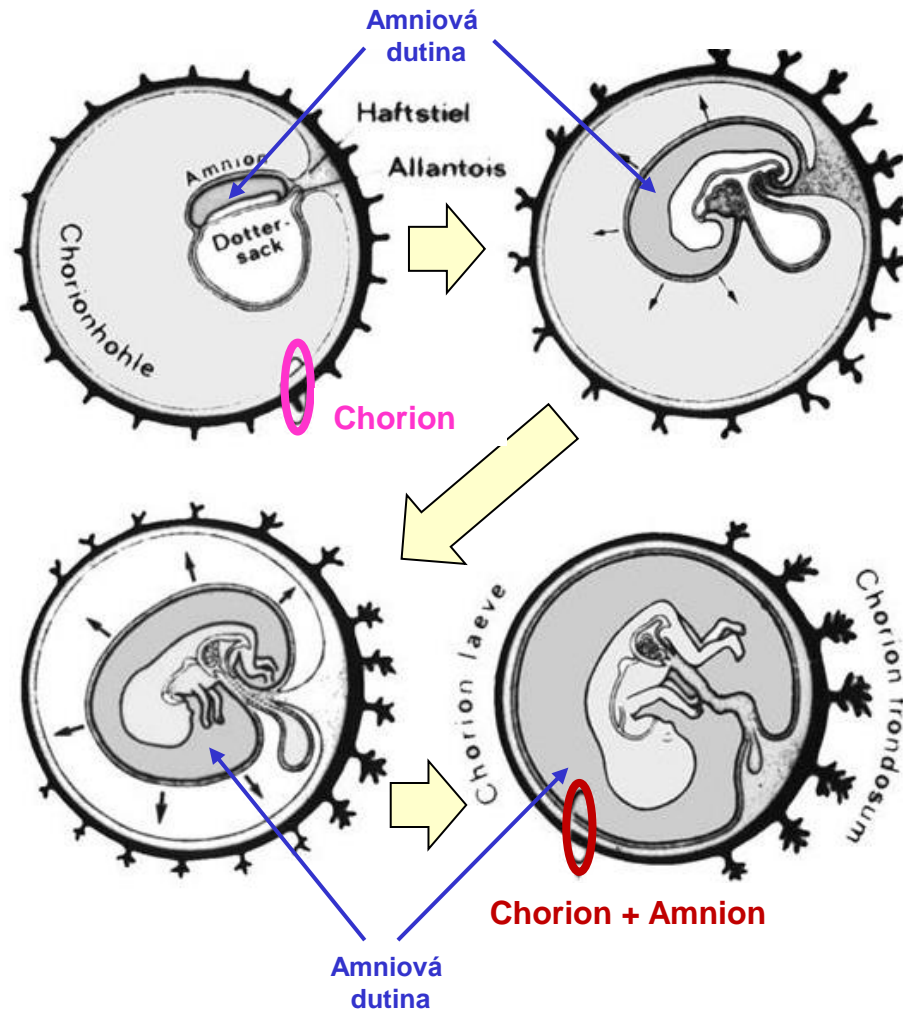 Amniová
dutina
Haftstiel
Amnion
Allantois
Dotter-
sack
Chorionhohle
Chorion
Chorion laeve
Chorion frondosum
Chorion + Amnion
Amniová
dutina